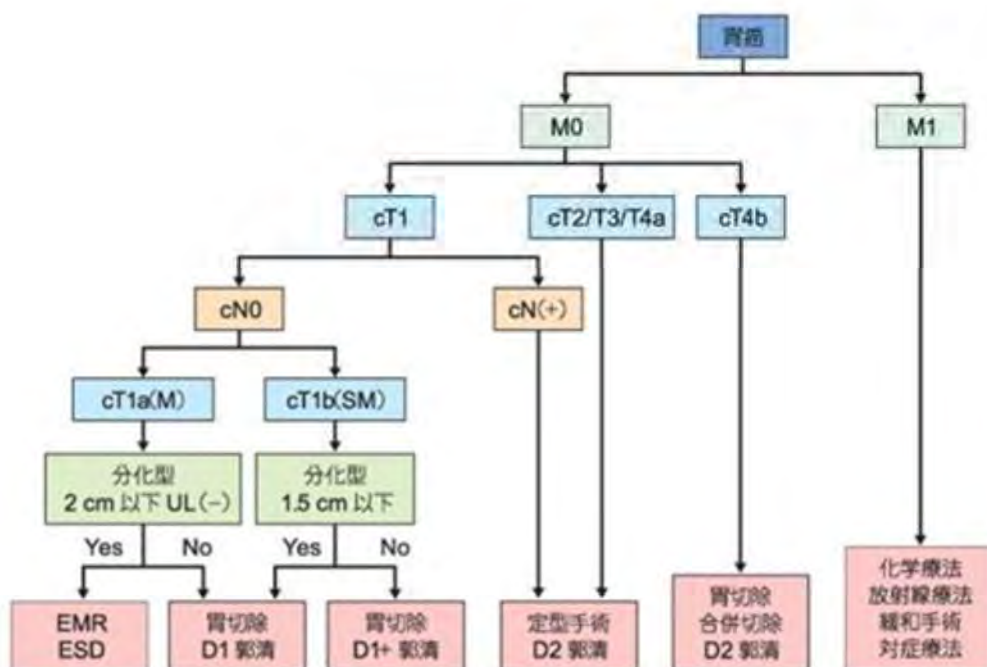 胃癌
M0
M1
cT1
cT2/T3/T4a
cT4b
cN0
cN(+)
cT1a(M)
cT1b(SM)
分化型
2 cm 以下 UL(−)
分化型
1.5 cm 以下
Yes
No
Yes
No
EMR
ESD
胃切除
D1 郭清
胃切除
D1+ 郭清
定型手術
D2 郭清
胃切除
合併切除
D2 郭清
化学療法
放射線療法
緩和手術
対症療法